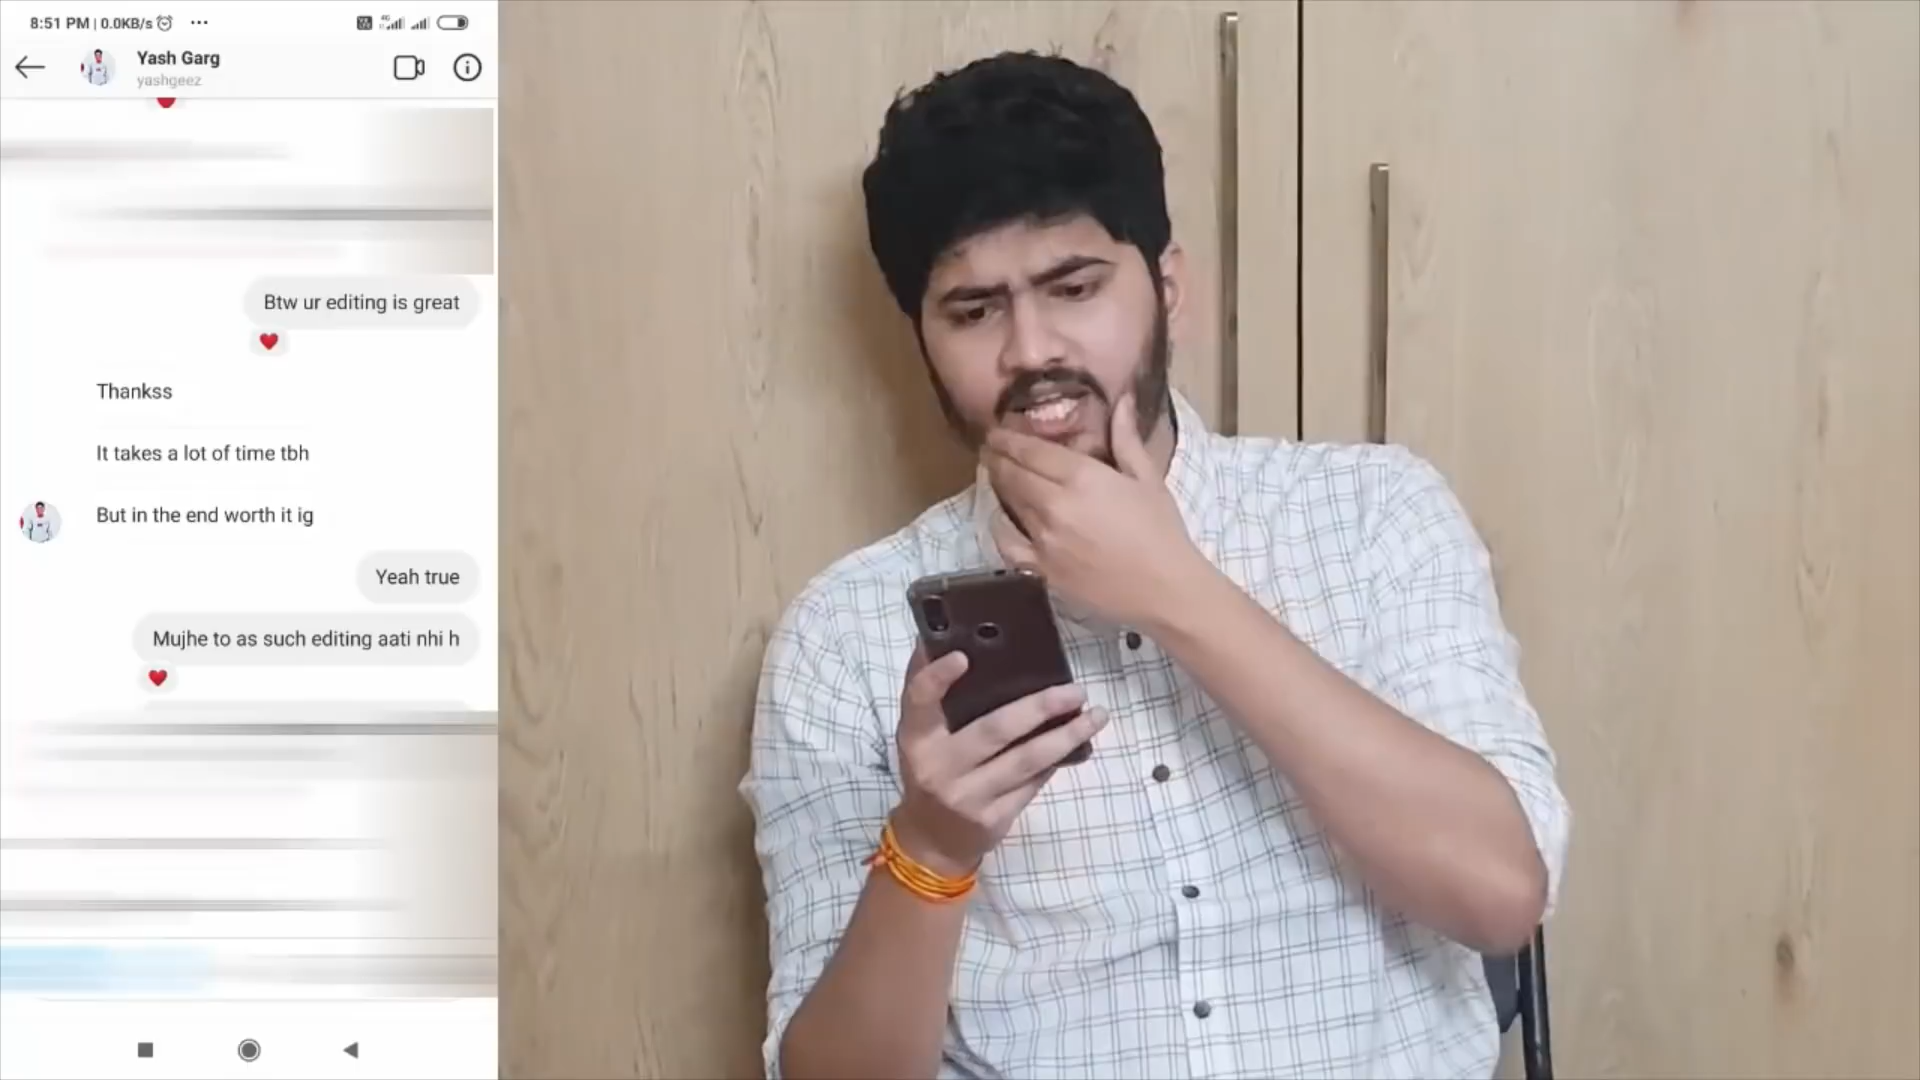 8:51 PM | 0.0KB/s
Yash Garg
yashgeez
Btw ur editing is great
Thankss
It takes a lot of time tbh
But in the end worth it ig
Yeah true
Mujhe to as such editing aati nhi h